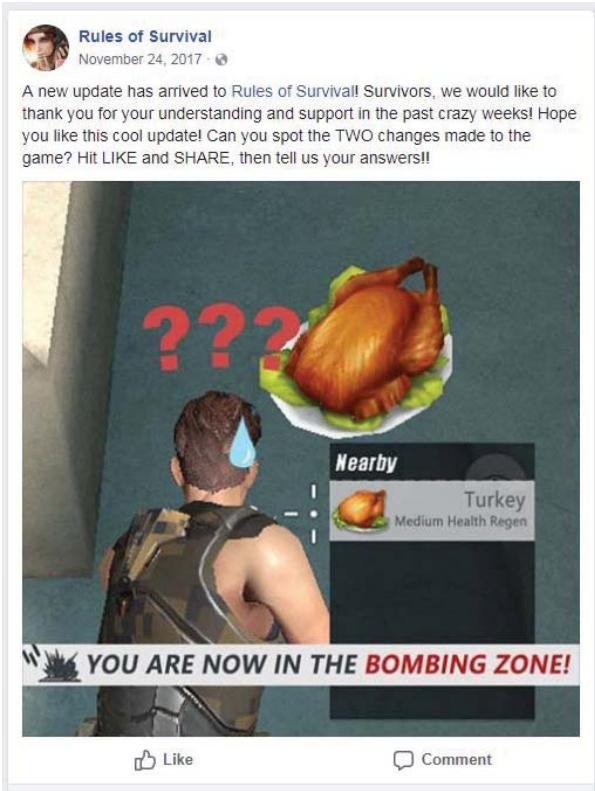 Rules of Survival
November 24, 2017
A new update has arrived to Rules of Survival! Survivors, we would like to
thank you for your understanding and support in the past crazy weeks! Hope
you like this cool update! Can you spot the TWO changes made to the
game? Hit LIKE and SHARE, then tell us your answers!!
???
Nearby
Turkey
Medium Health Regen
YOU ARE NOW IN THE BOMBING ZONE!
Like
Comment